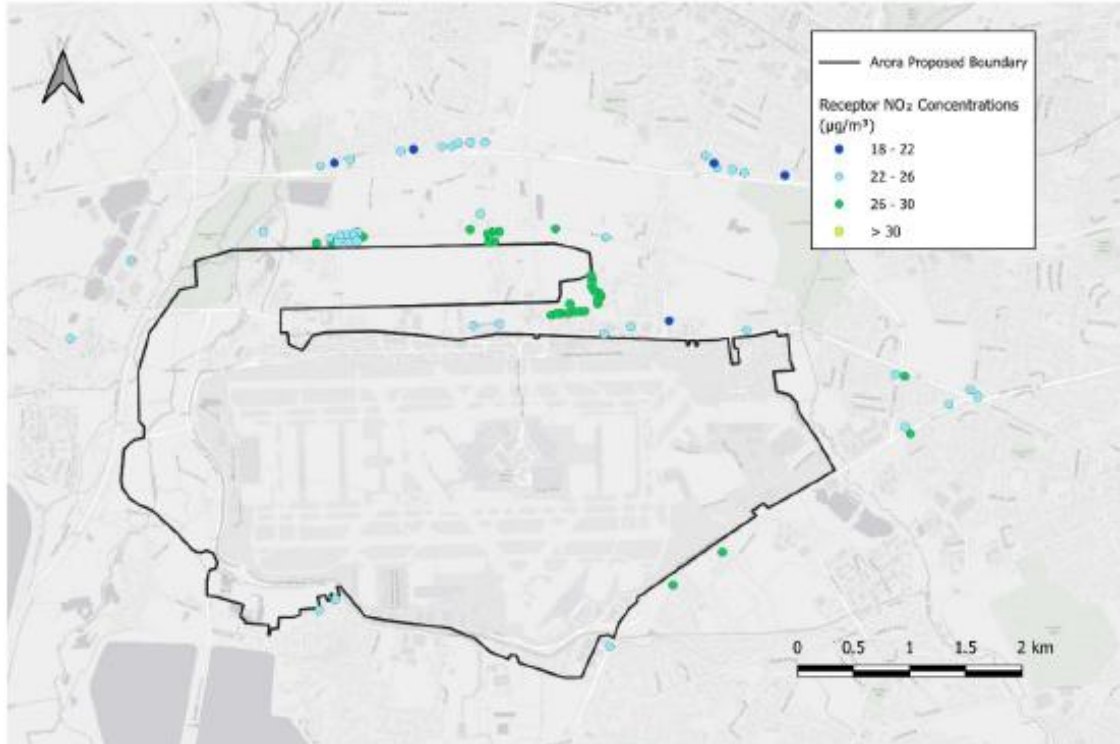 Arora Proposed Boundary
Receptor NO₂ Concentrations
(μg/m³)
18 - 22
22 - 26
26 - 30
> 30
0 0.5 1 1.5 2 km